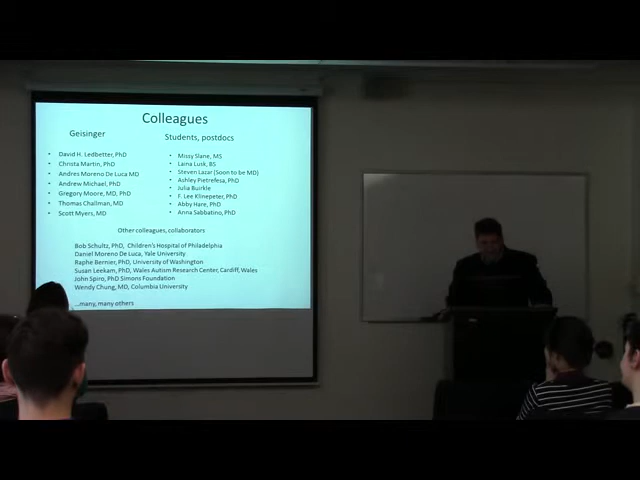 Colleagues
Geisinger
• David H. Ledbetter, PhD
• Christa Martin, PhD
• Andres Moreno De Luca MD
• Andrew Michael, PhD
• Gregory Moore, MD, PhD
• Thomas Challman, MD
• Scott Myers, MD
Students, postdocs
• Missy Slane, MS
• Laina Lusk, BS
• Steven Lazar (Soon to be MD)
• Ashley Pietrefesa, PhD
• Julia Buirkle
• F. Lee Klinepeter, PhD
• Abby Hare, PhD
• Anna Sabbatino, PhD
Other colleagues, collaborators
Bob Schultz, PhD, Children's Hospital of Philadelphia
Daniel Moreno De Luca, Yale University
Raphe Bernier, PhD, University of Washington
Susan Leekam, PhD, Wales Autism Research Center, Cardiff, Wales
John Spiro, PhD Simons Foundation
Wendy Chung, MD, Columbia University
...many, many others